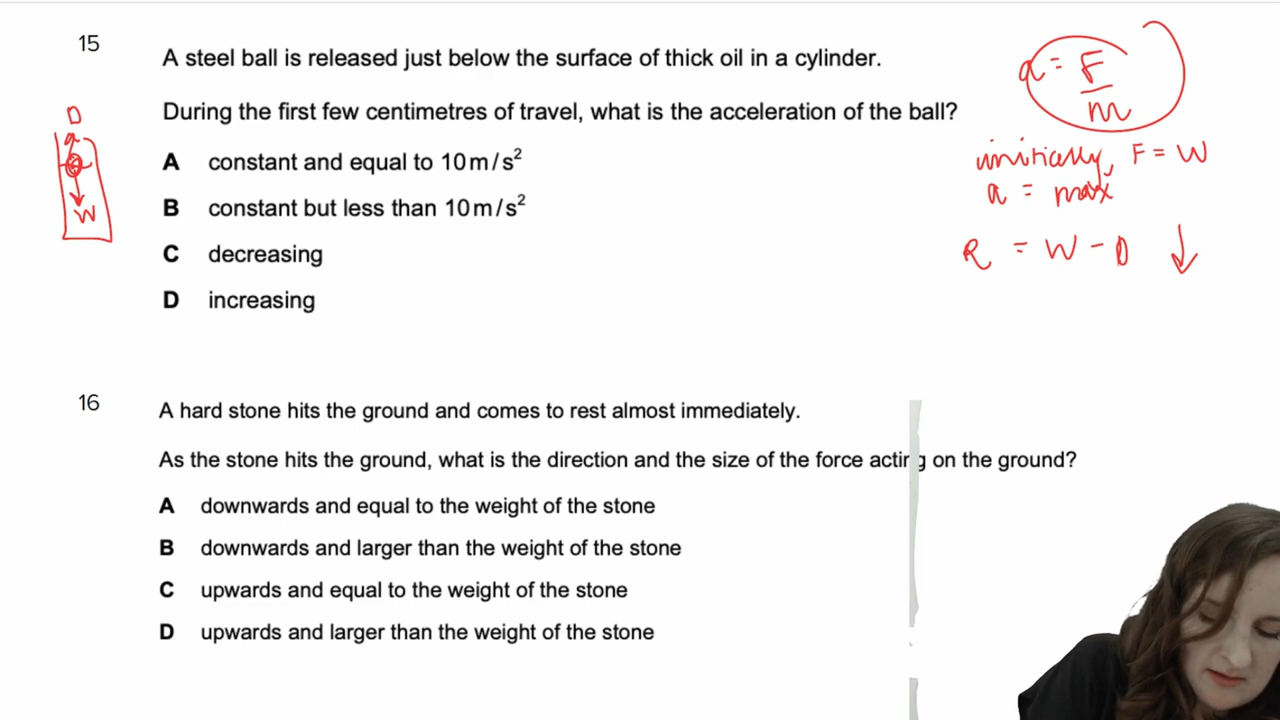 15
A steel ball is released just below the surface of thick oil in a cylinder.
During the first few centimetres of travel, what is the acceleration of the ball?
A constant and equal to 10 m/s²
B constant but less than 10 m/s²
C decreasing
D increasing
D
W
a = F/m
initially, F = W
a = max
R = W - D ↓
16
A hard stone hits the ground and comes to rest almost immediately.
As the stone hits the ground, what is the direction and the size of the force acting on the ground?
A downwards and equal to the weight of the stone
B downwards and larger than the weight of the stone
C upwards and equal to the weight of the stone
D upwards and larger than the weight of the stone